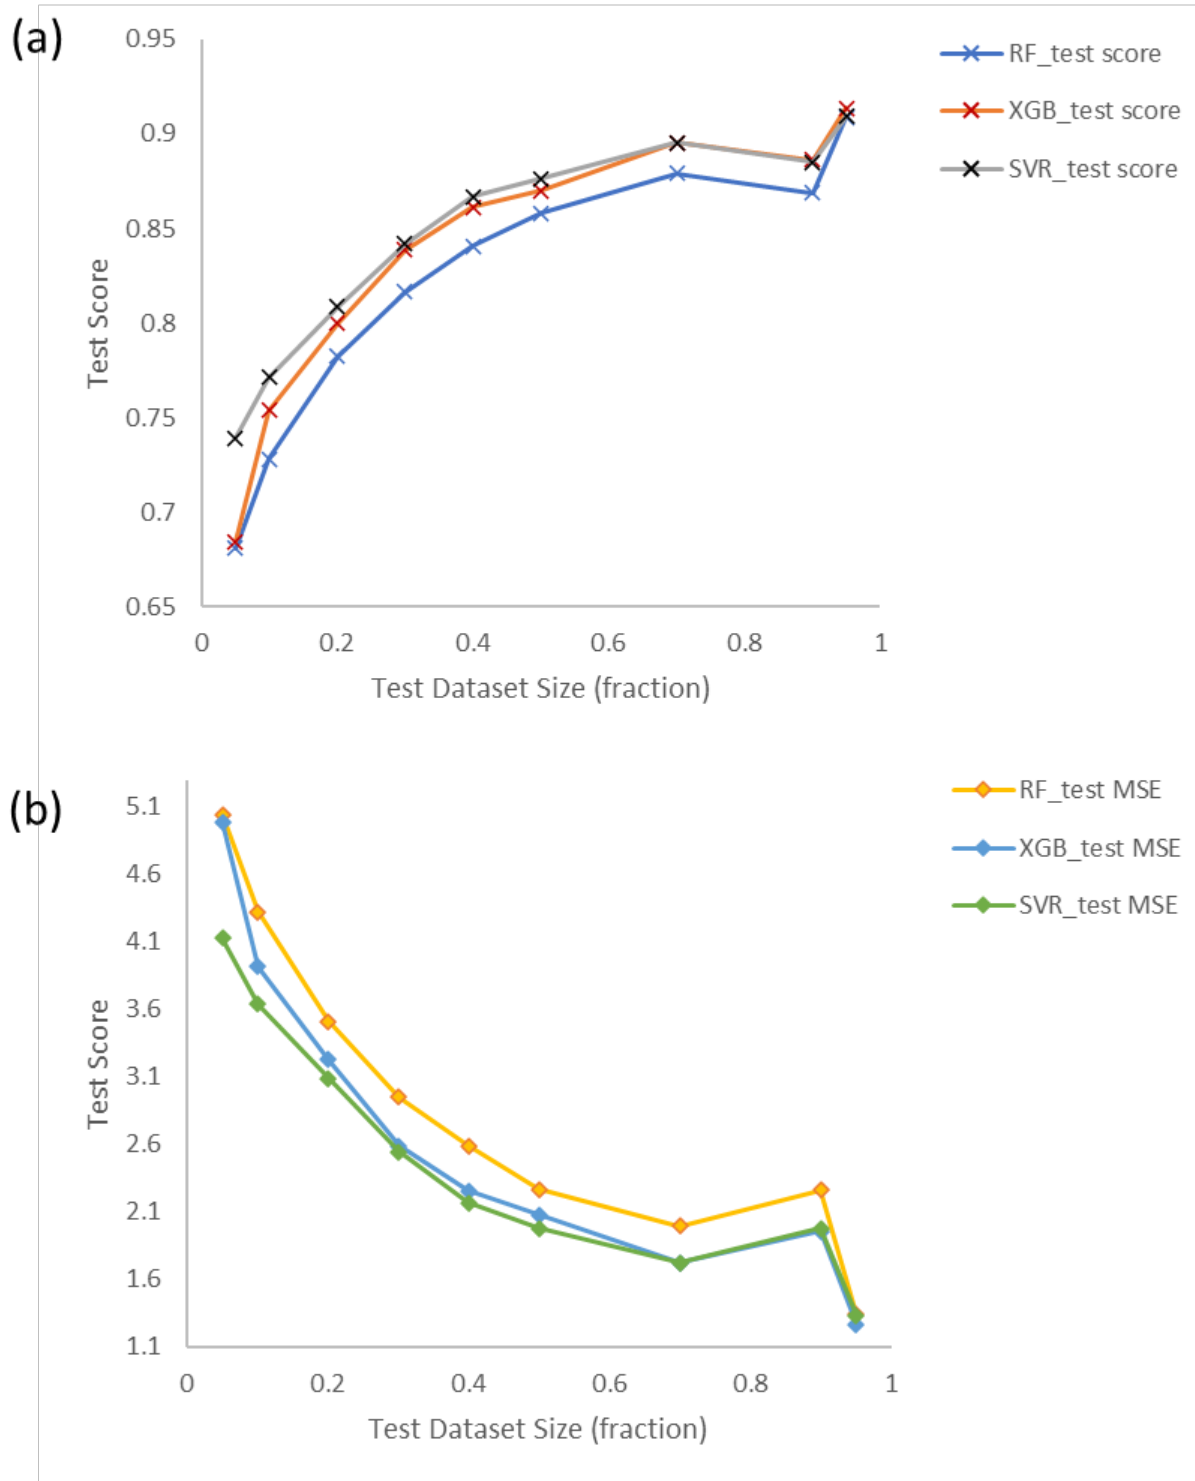 (a)
0.95
0.9
0.85
0.8
0.75
0.7
0.65
Test Score
0 0.2 0.4 0.6 0.8 1
Test Dataset Size (fraction)
RF_test score
XGB_test score
SVR_test score
(b)
5.1
4.6
4.1
3.6
3.1
2.6
2.1
1.6
1.1
Test Score
0 0.2 0.4 0.6 0.8 1
Test Dataset Size (fraction)
RF_test MSE
XGB_test MSE
SVR_test MSE